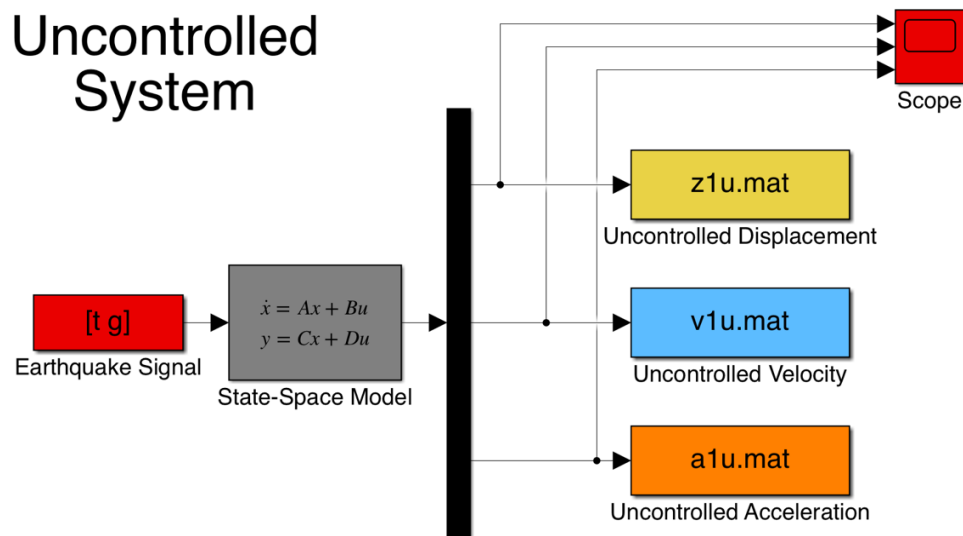 Uncontrolled
System
Scope
z1u.mat
Uncontrolled Displacement
[t g]
Earthquake Signal
ẋ = Ax + Bu
y = Cx + Du
State-Space Model
v1u.mat
Uncontrolled Velocity
a1u.mat
Uncontrolled Acceleration